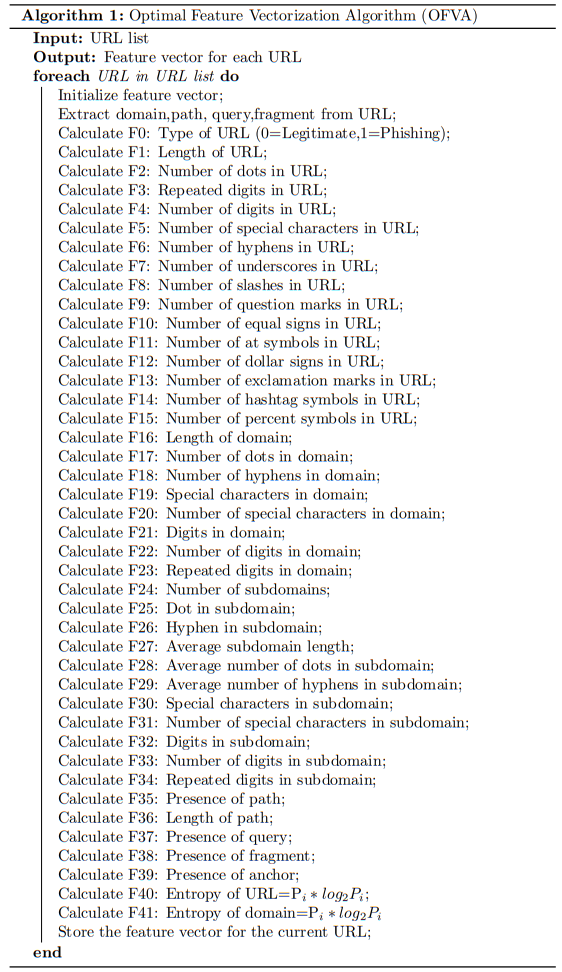 Algorithm 1: Optimal Feature Vectorization Algorithm (OFVA)
Input: URL list
Output: Feature vector for each URL
foreach URL in URL list do
Initialize feature vector;
Extract domain,path, query,fragment from URL;
Calculate F0: Type of URL (0=Legitimate,1=Phishing);
Calculate F1: Length of URL;
Calculate F2: Number of dots in URL;
Calculate F3: Repeated digits in URL;
Calculate F4: Number of digits in URL;
Calculate F5: Number of special characters in URL;
Calculate F6: Number of hyphens in URL;
Calculate F7: Number of underscores in URL;
Calculate F8: Number of slashes in URL;
Calculate F9: Number of question marks in URL;
Calculate F10: Number of equal signs in URL;
Calculate F11: Number of at symbols in URL;
Calculate F12: Number of dollar signs in URL;
Calculate F13: Number of exclamation marks in URL;
Calculate F14: Number of hashtag symbols in URL;
Calculate F15: Number of percent symbols in URL;
Calculate F16: Length of domain;
Calculate F17: Number of dots in domain;
Calculate F18: Number of hyphens in domain;
Calculate F19: Special characters in domain;
Calculate F20: Number of special characters in domain;
Calculate F21: Digits in domain;
Calculate F22: Number of digits in domain;
Calculate F23: Repeated digits in domain;
Calculate F24: Number of subdomains;
Calculate F25: Dot in subdomain;
Calculate F26: Hyphen in subdomain;
Calculate F27: Average subdomain length;
Calculate F28: Average number of dots in subdomain;
Calculate F29: Average number of hyphens in subdomain;
Calculate F30: Special characters in subdomain;
Calculate F31: Number of special characters in subdomain;
Calculate F32: Digits in subdomain;
Calculate F33: Number of digits in subdomain;
Calculate F34: Repeated digits in subdomain;
Calculate F35: Presence of path;
Calculate F36: Length of path;
Calculate F37: Presence of query;
Calculate F38: Presence of fragment;
Calculate F39: Presence of anchor;
Calculate F40: Entropy of URL=P_i * log_2 P_i;
Calculate F41: Entropy of domain=P_i * log_2 P_i
Store the feature vector for the current URL;
end